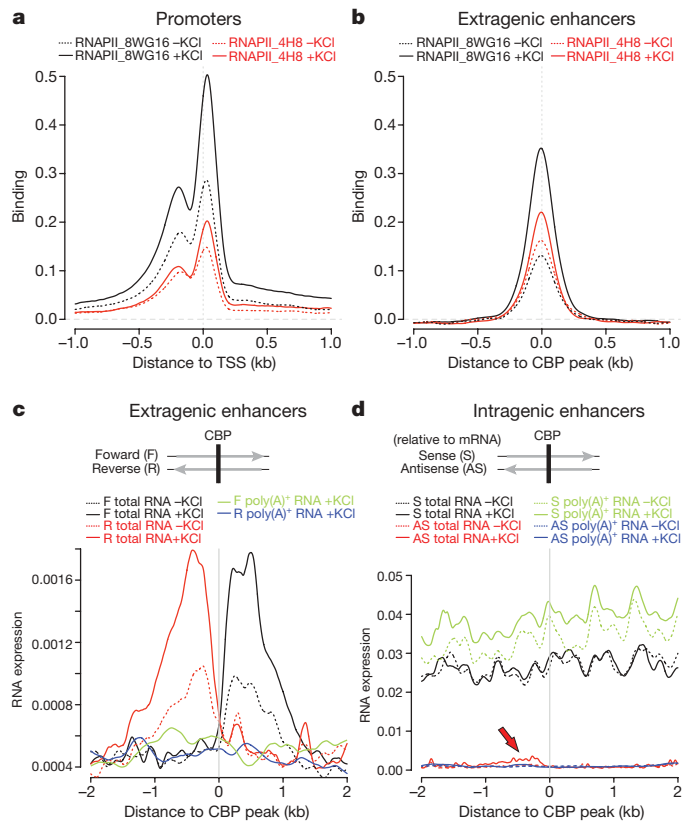 a Promoters
RNAPII_8WG16 −KCl RNAPII_4H8 −KCl
RNAPII_8WG16 +KCl RNAPII_4H8 +KCl
0.5
0.4
0.3
0.2
0.1
0.0
Binding
−1.0 −0.5 0.0 0.5 1.0
Distance to TSS (kb)
b Extragenic enhancers
RNAPII_8WG16 −KCl RNAPII_4H8 −KCl
RNAPII_8WG16 +KCl RNAPII_4H8 +KCl
0.5
0.4
0.3
0.2
0.1
0.0
Binding
−1.0 −0.5 0.0 0.5 1.0
Distance to CBP peak (kb)
c Extragenic enhancers
CBP
Foward (F)
Reverse (R)
F total RNA −KCl F poly(A)+ RNA +KCl
F total RNA +KCl R poly(A)+ RNA +KCl
R total RNA −KCl
R total RNA+KCl
0.0016
0.0012
0.0008
0.0004
RNA expression
−2 −1 0 1 2
Distance to CBP peak (kb)
d Intragenic enhancers
(relative to mRNA) CBP
Sense (S)
Antisense (AS)
S total RNA −KCl S poly(A)+ RNA −KCl
S total RNA +KCl S poly(A)+ RNA +KCl
AS total RNA −KCl AS poly(A)+ RNA −KCl
AS total RNA+KCl AS poly(A)+ RNA +KCl
0.05
0.04
0.03
0.02
0.01
0.00
RNA expression
−2 −1 0 1 2
Distance to CBP peak (kb)